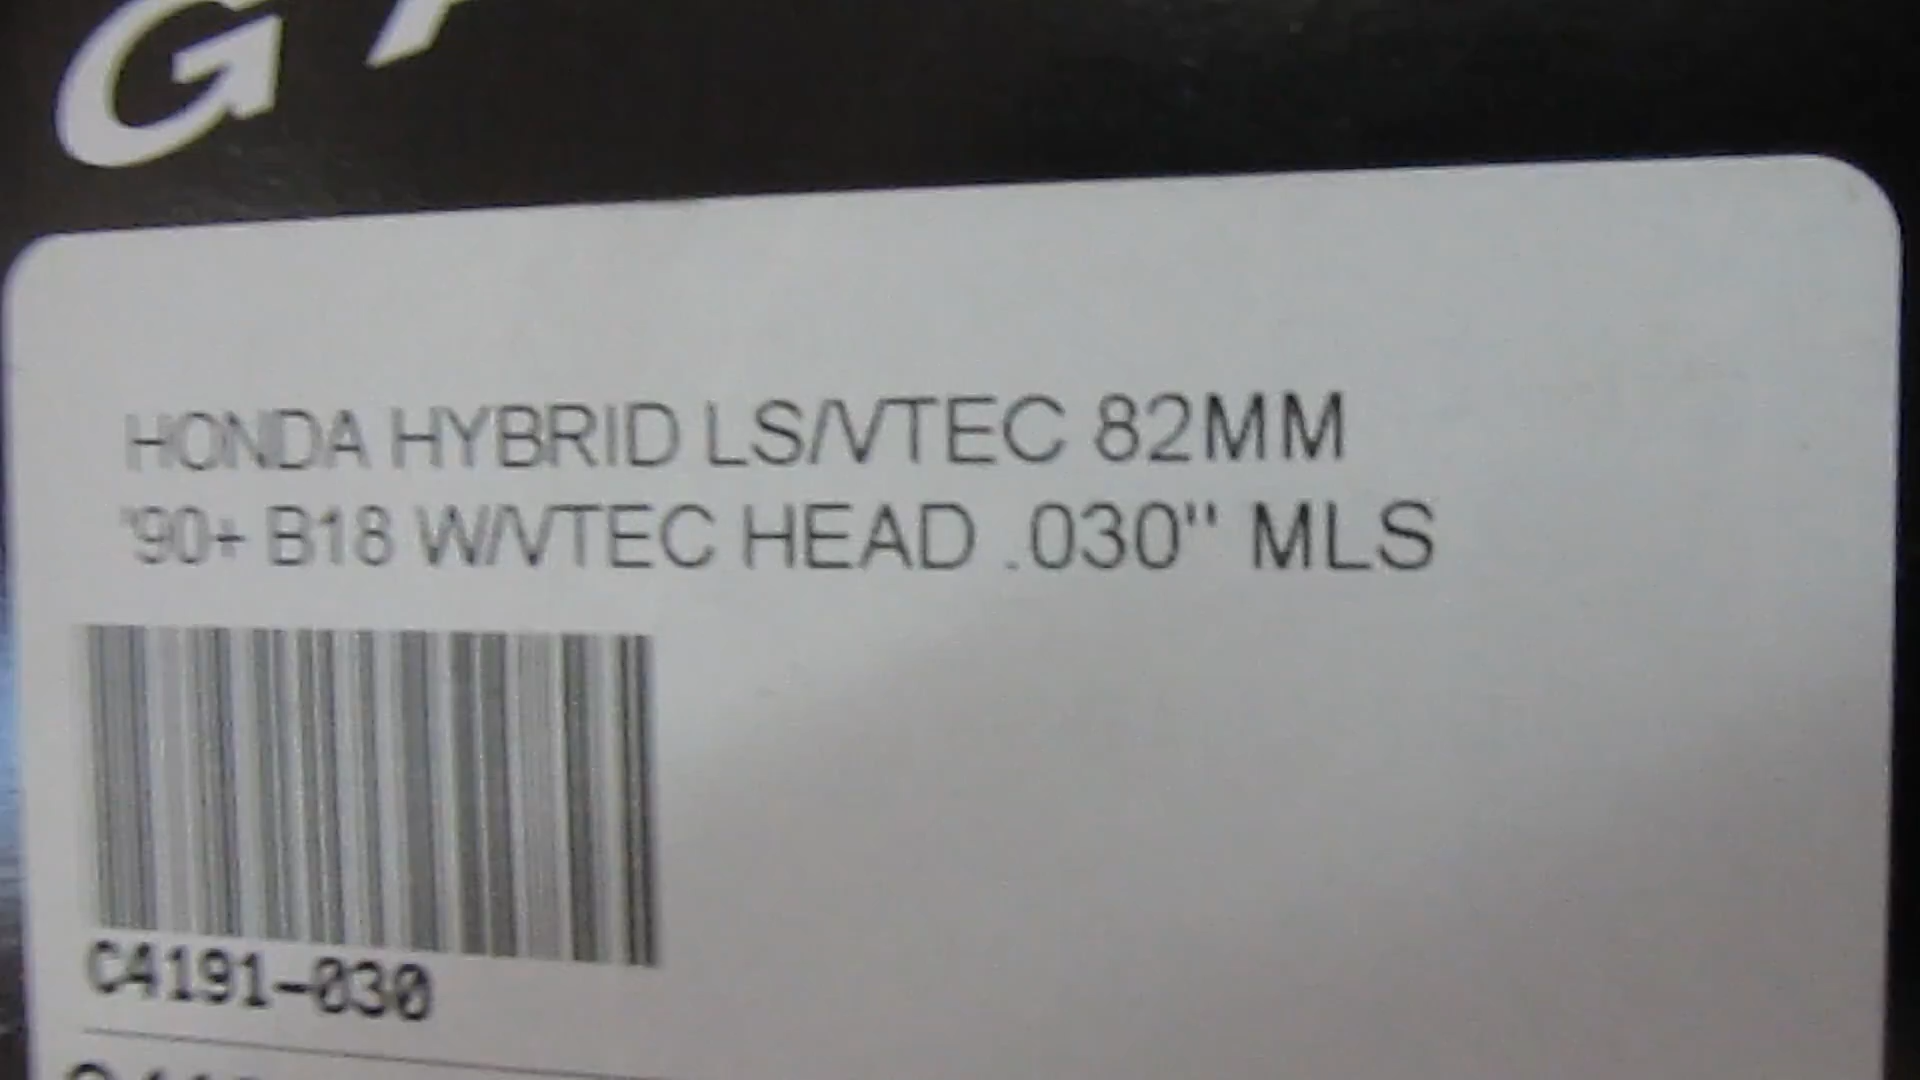 G
HONDA HYBRID LS/VTEC 82MM
'90+ B18 W/VTEC HEAD .030" MLS
C4191-030